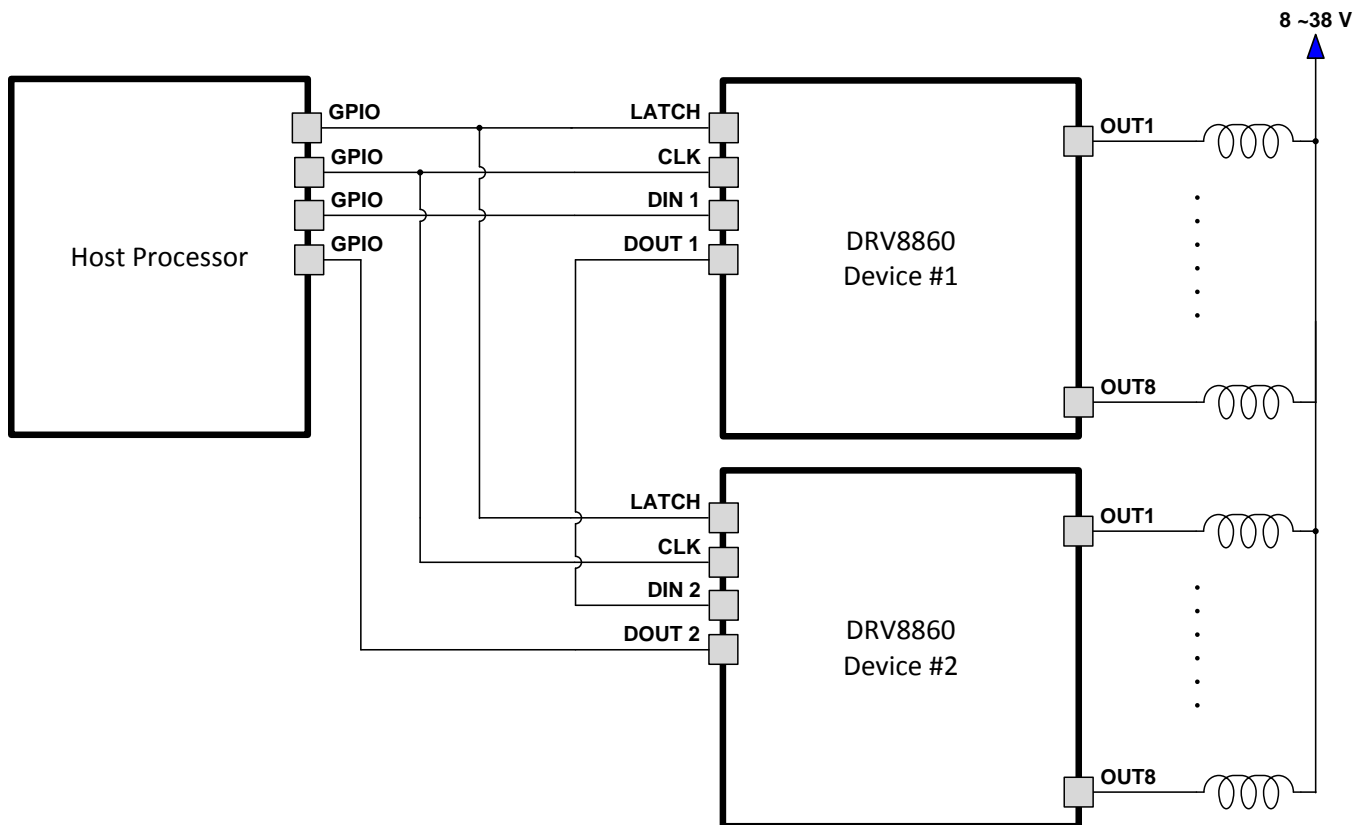 8 ~38 V
Host Processor
GPIO
GPIO
GPIO
GPIO
LATCH
CLK
DIN 1
DOUT 1
DRV8860
Device #1
OUT1
OUT8
LATCH
CLK
DIN 2
DOUT 2
DRV8860
Device #2
OUT1
OUT8